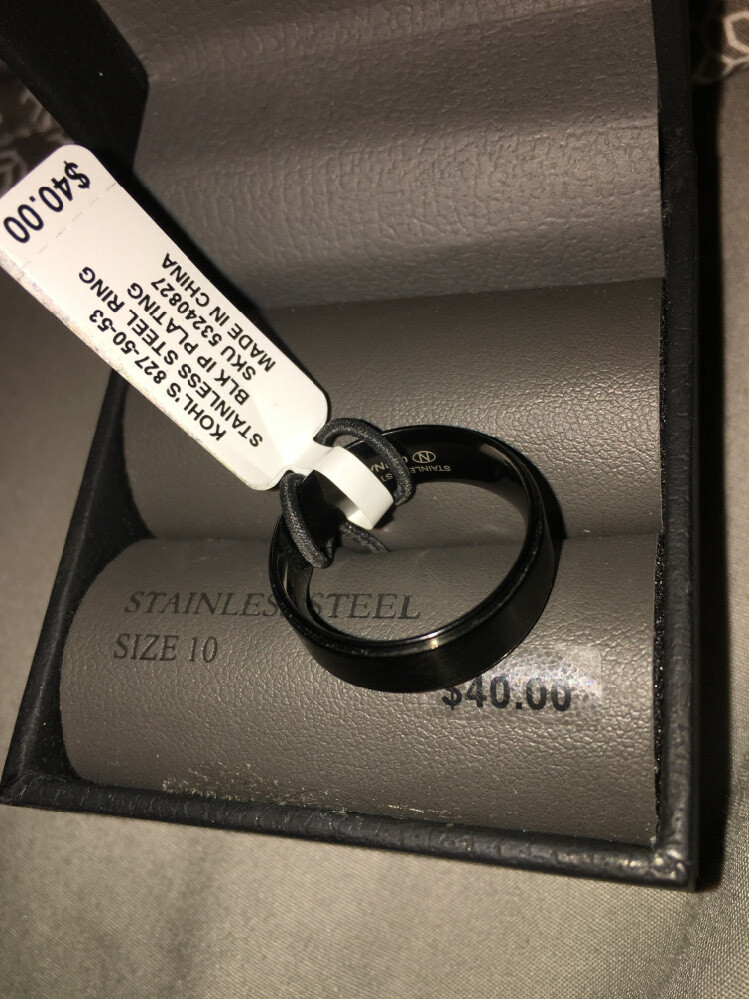 $40.00
KOHL'S 827-50-53
STAINLESS STEEL RING
BLK IP PLATING
SKU 53240827
MADE IN CHINA
N STAINLES
STAINLESS STEEL
SIZE 10
$40.00